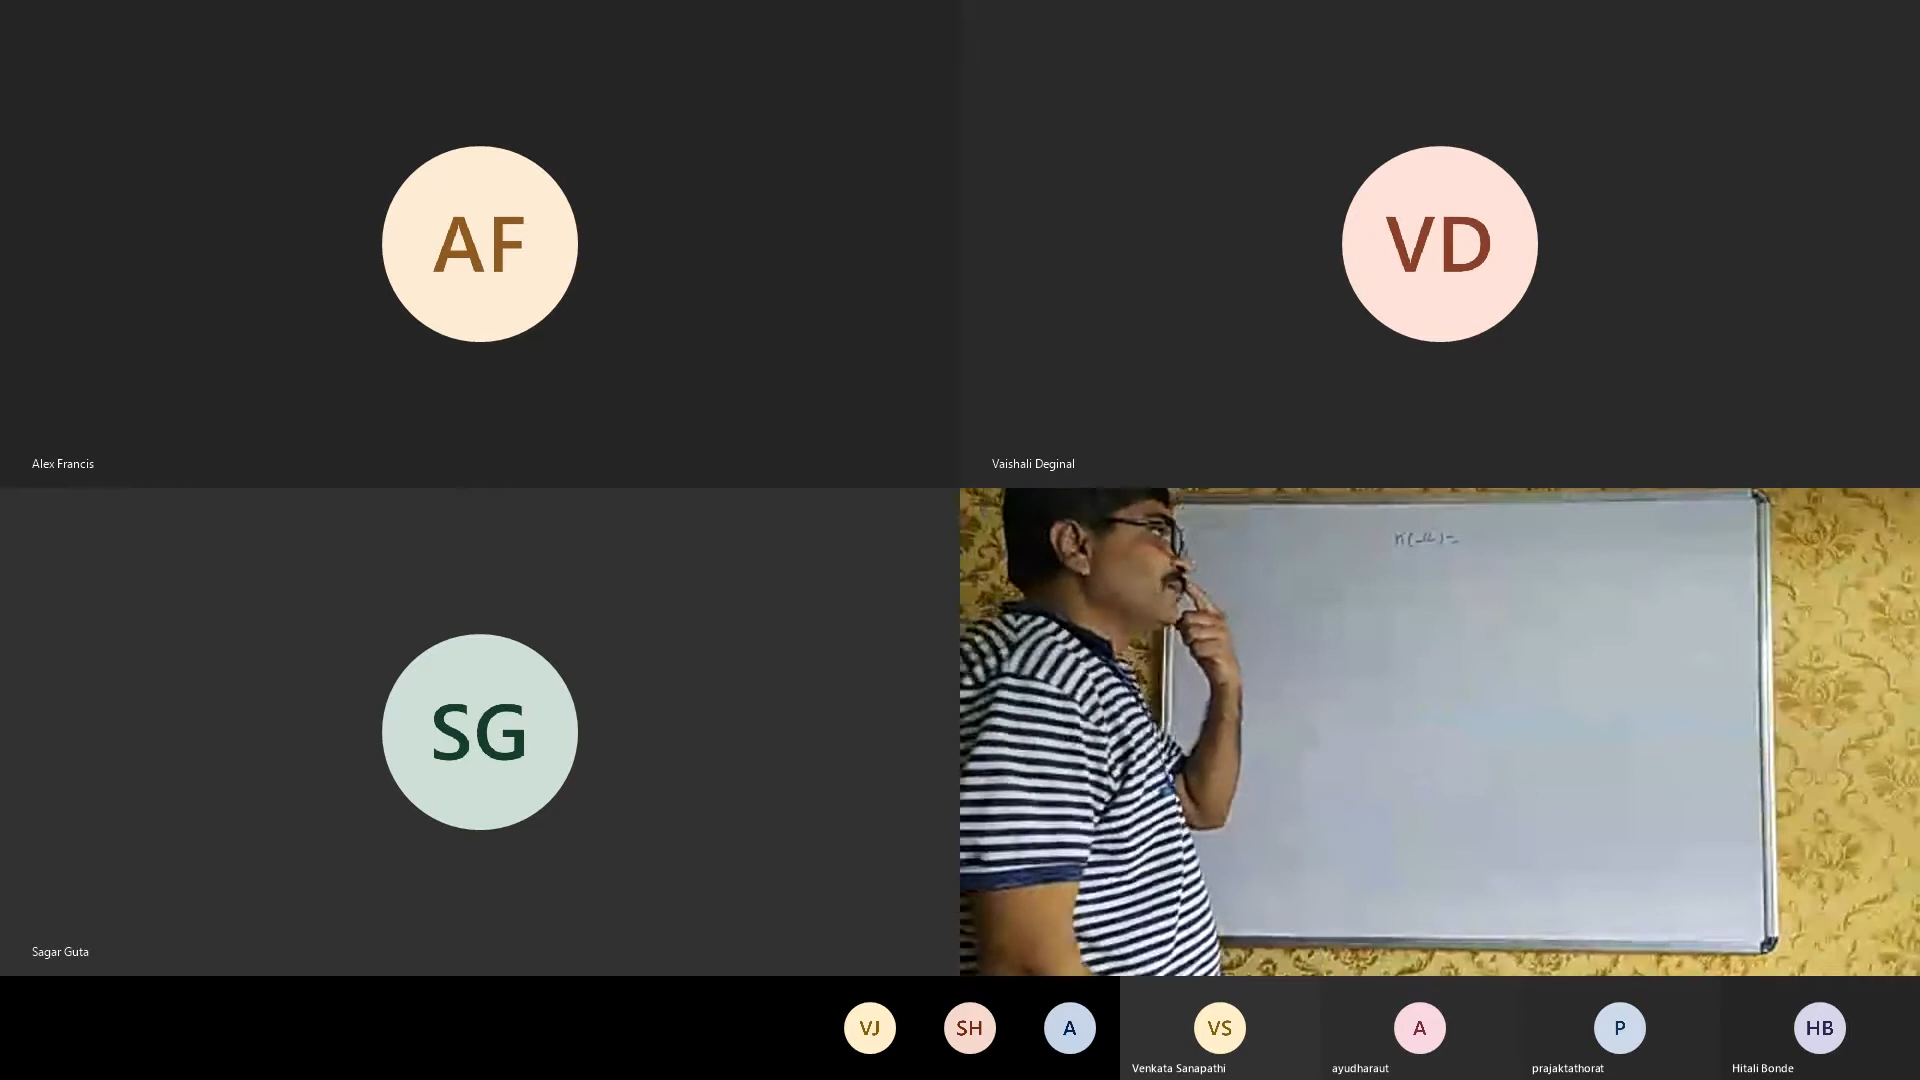 AF
Alex Francis
VD
Vaishali Deginal
SG
Sagar Guta
VJ
SH
A
VS
Venkata Sanapathi
A
ayudharaut
P
prajaktathorat
HB
Hitali Bonde